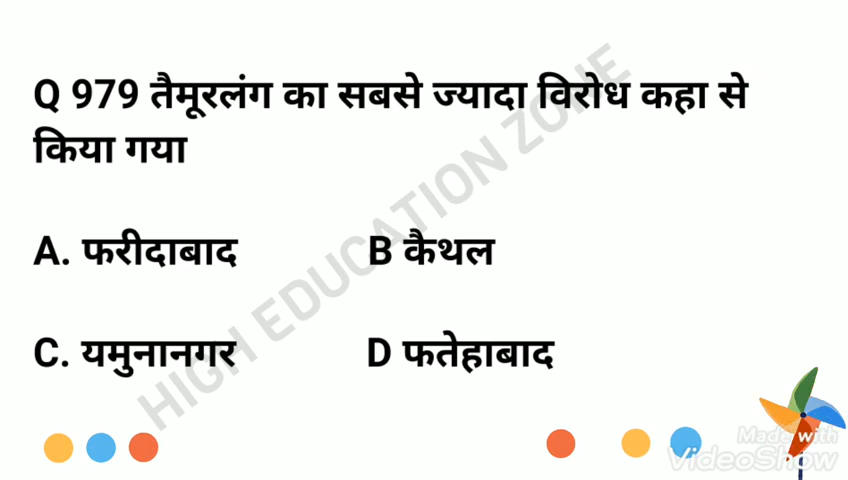 Q 979 तैमूरलंग का सबसे ज्यादा विरोध कहा से
किया गया
A. फरीदाबाद B कैथल
C. यमुनानगर D फतेहाबाद
HIGH EDUCATION ZONE
Made with
VideoShow